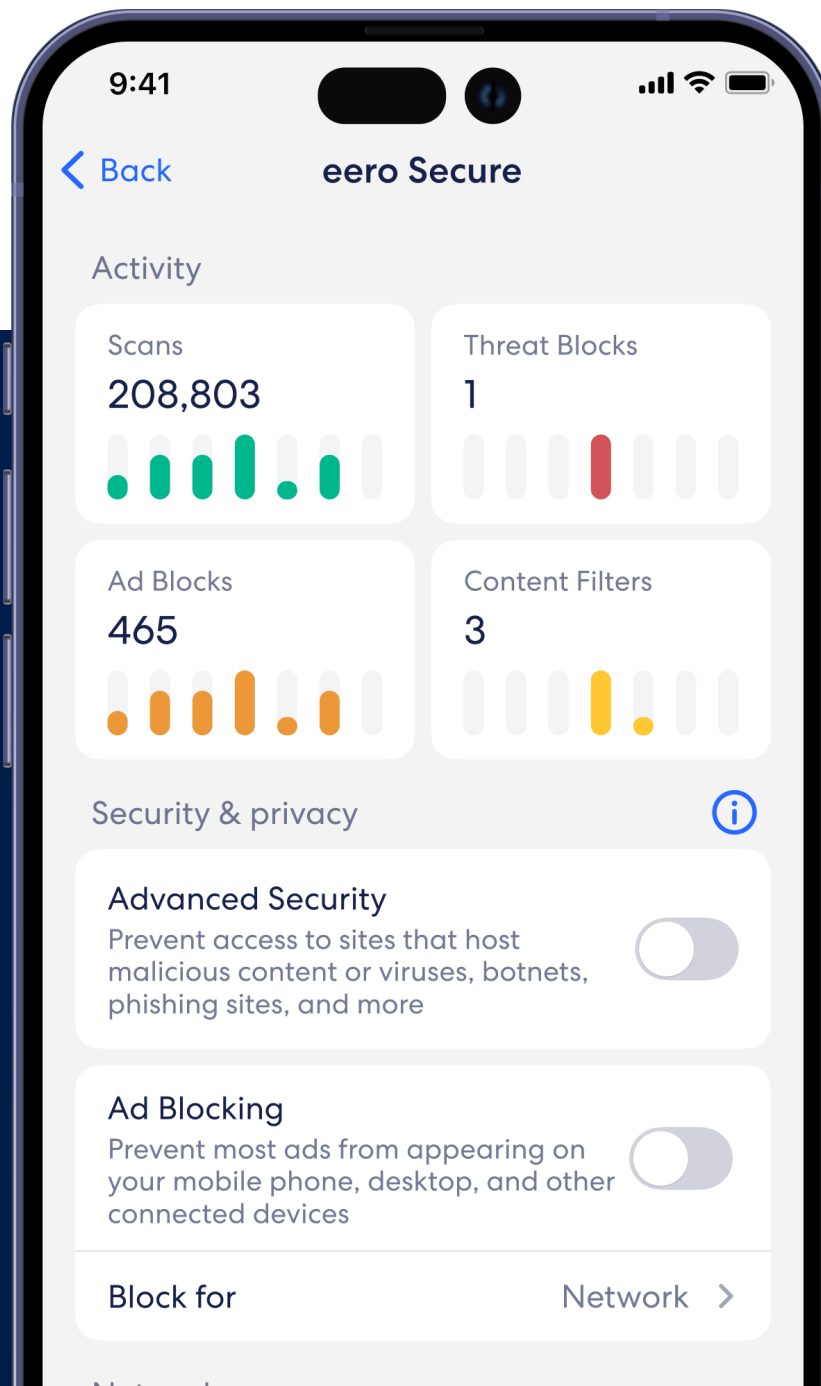 9:41
Back
eero Secure
Activity
Scans
208,803
Threat Blocks
1
Ad Blocks
465
Content Filters
3
Security & privacy
Advanced Security
Prevent access to sites that host
malicious content or viruses, botnets,
phishing sites, and more
Ad Blocking
Prevent most ads from appearing on
your mobile phone, desktop, and other
connected devices
Block for
Network